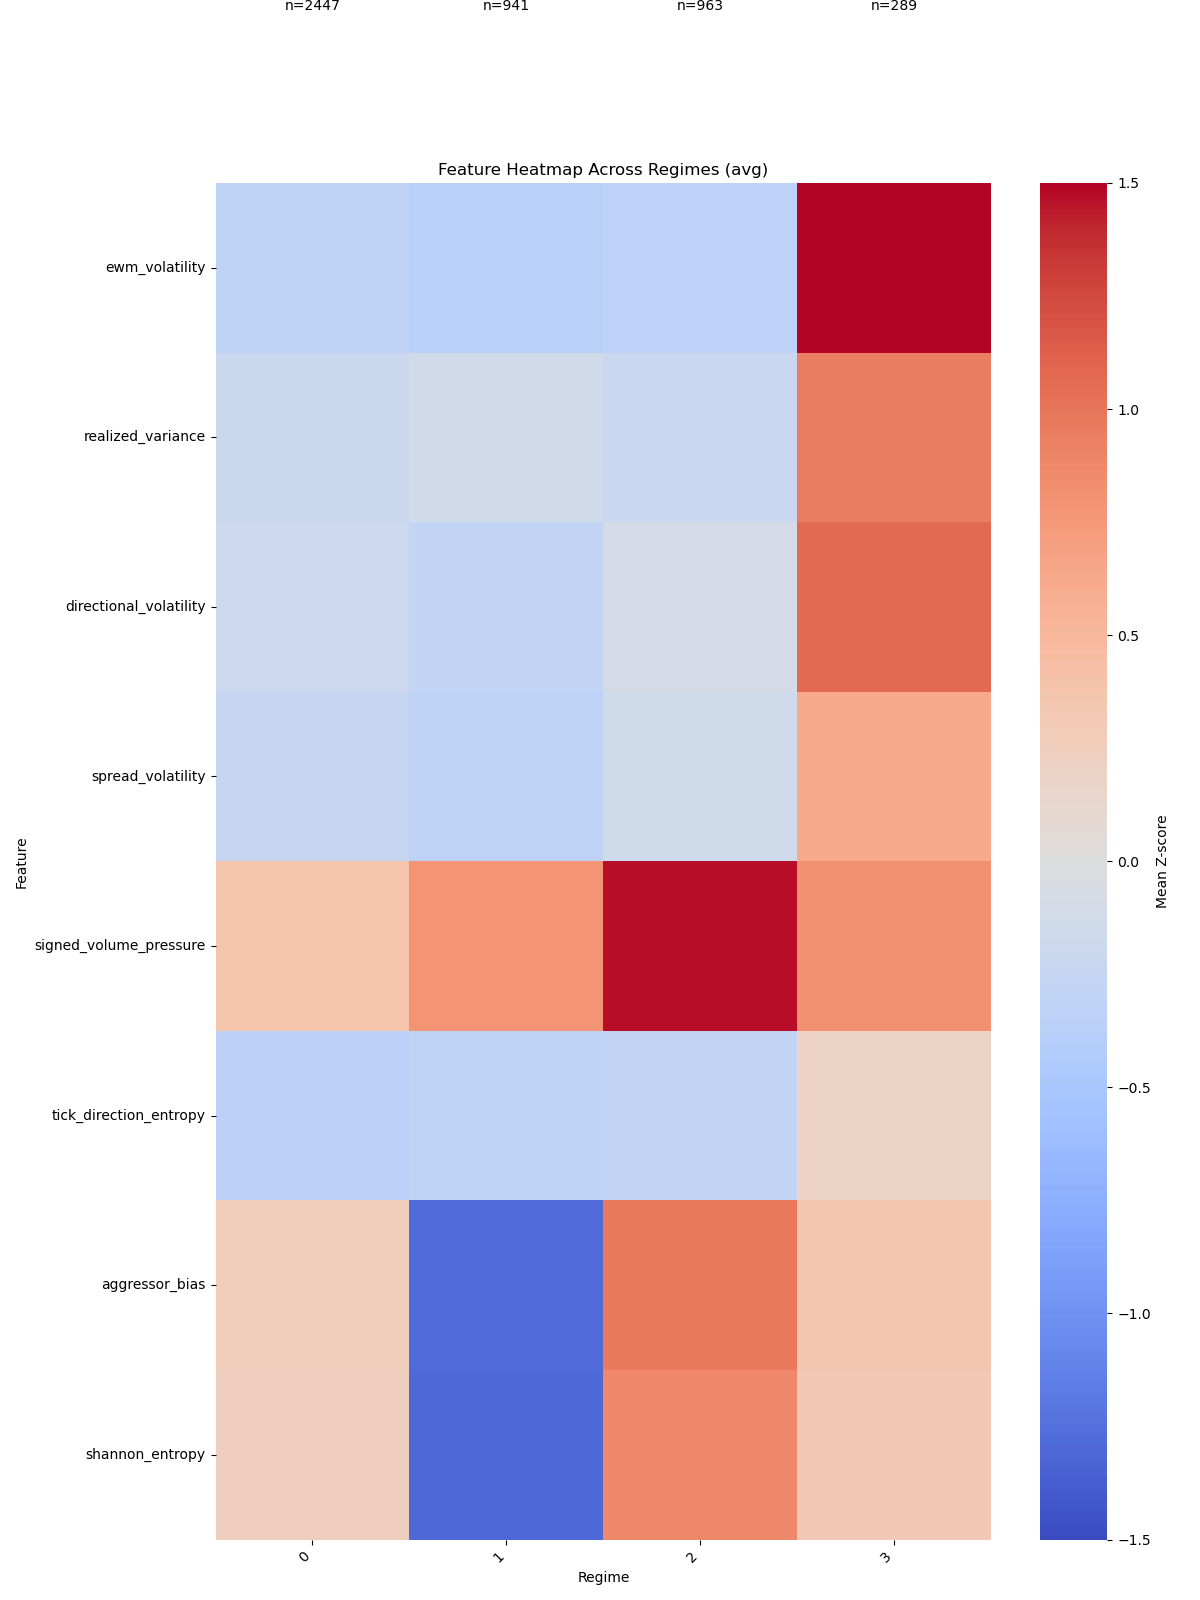 n=2447 n=941 n=963 n=289
Feature Heatmap Across Regimes (avg)
ewm_volatility
realized_variance
directional_volatility
spread_volatility
signed_volume_pressure
tick_direction_entropy
aggressor_bias
shannon_entropy
Feature
0 1 2 3
Regime
1.5
1.0
0.5
0.0
−0.5
−1.0
−1.5
Mean Z-score